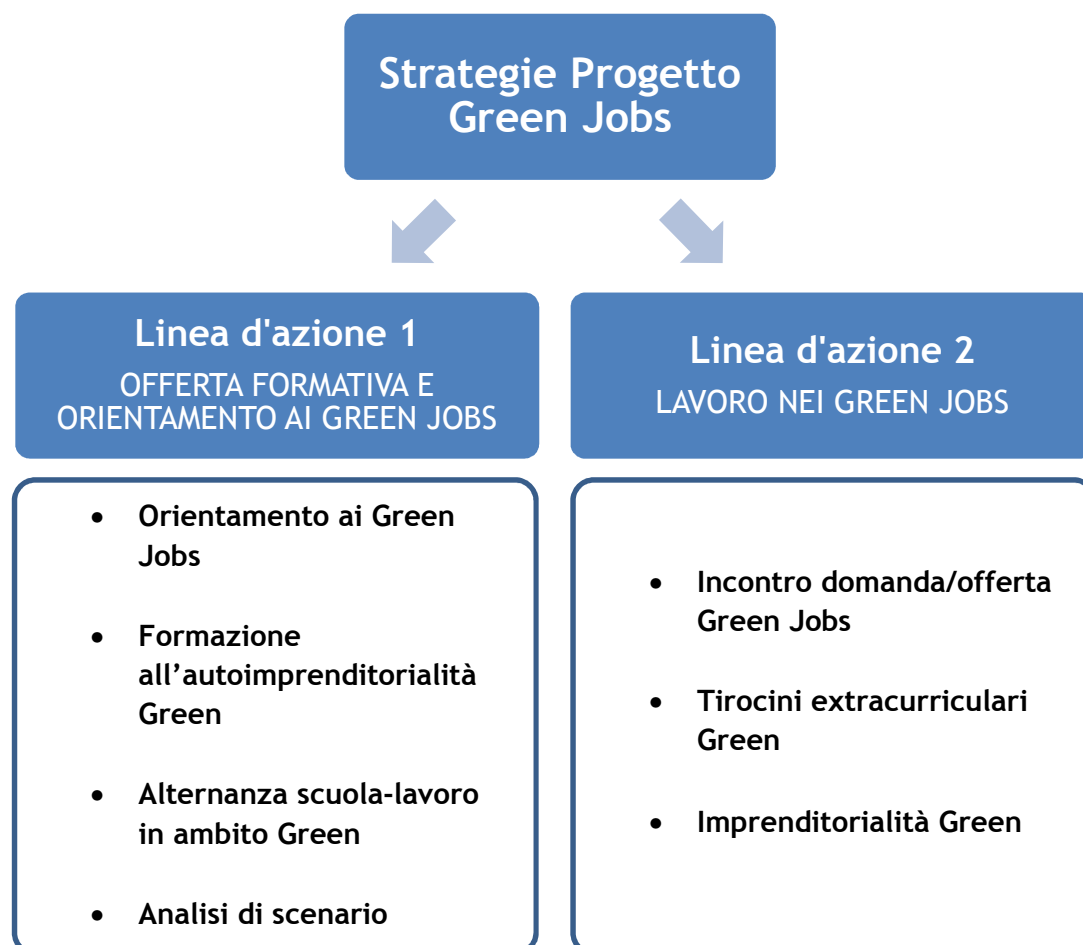 Strategie Progetto
Green Jobs
Linea d'azione 1
OFFERTA FORMATIVA E
ORIENTAMENTO AI GREEN JOBS
• Orientamento ai Green
Jobs
• Formazione
all’autoimprenditorialità
Green
• Alternanza scuola-lavoro
in ambito Green
• Analisi di scenario
Linea d'azione 2
LAVORO NEI GREEN JOBS
• Incontro domanda/offerta
Green Jobs
• Tirocini extracurriculari
Green
• Imprenditorialità Green